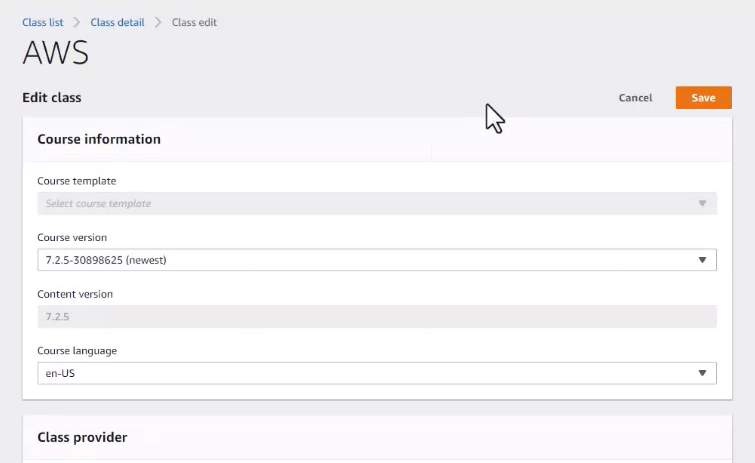 Class list > Class detail > Class edit
AWS
Edit class
Cancel
Save
Course information
Course template
Select course template
Course version
7.2.5-30898625 (newest)
Content version
7.2.5
Course language
en-US
Class provider